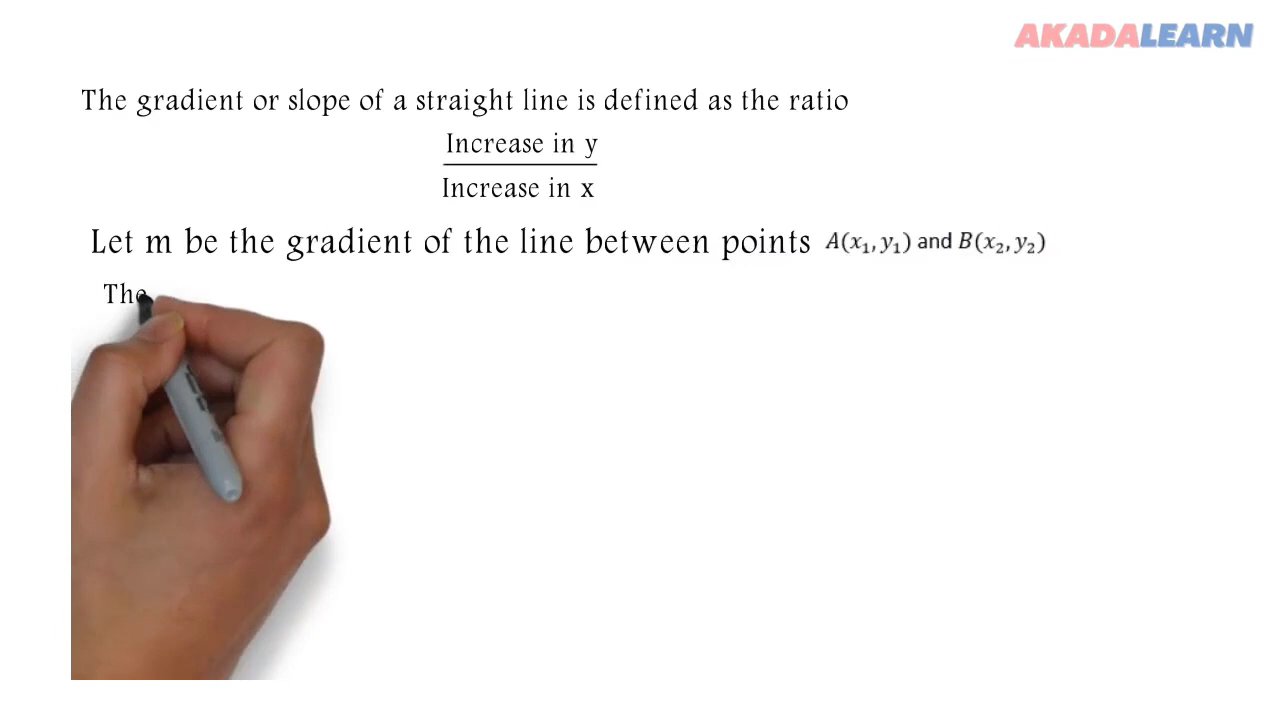 AKADALEARN
The gradient or slope of a straight line is defined as the ratio
Increase in y
Increase in x
Let m be the gradient of the line between points A(x₁, y₁) and B(x₂, y₂)
The